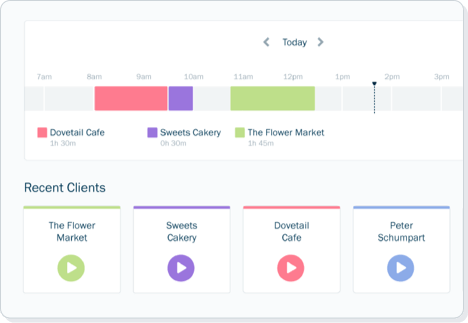 Today
7am 8am 9am 10am 11am 12pm 1pm 2pm 3pm
Dovetail Cafe Sweets Cakery The Flower Market
1h 30m 0h 30m 1h 45m
Recent Clients
The Flower
Market
Sweets
Cakery
Dovetail
Cafe
Peter
Schumpart